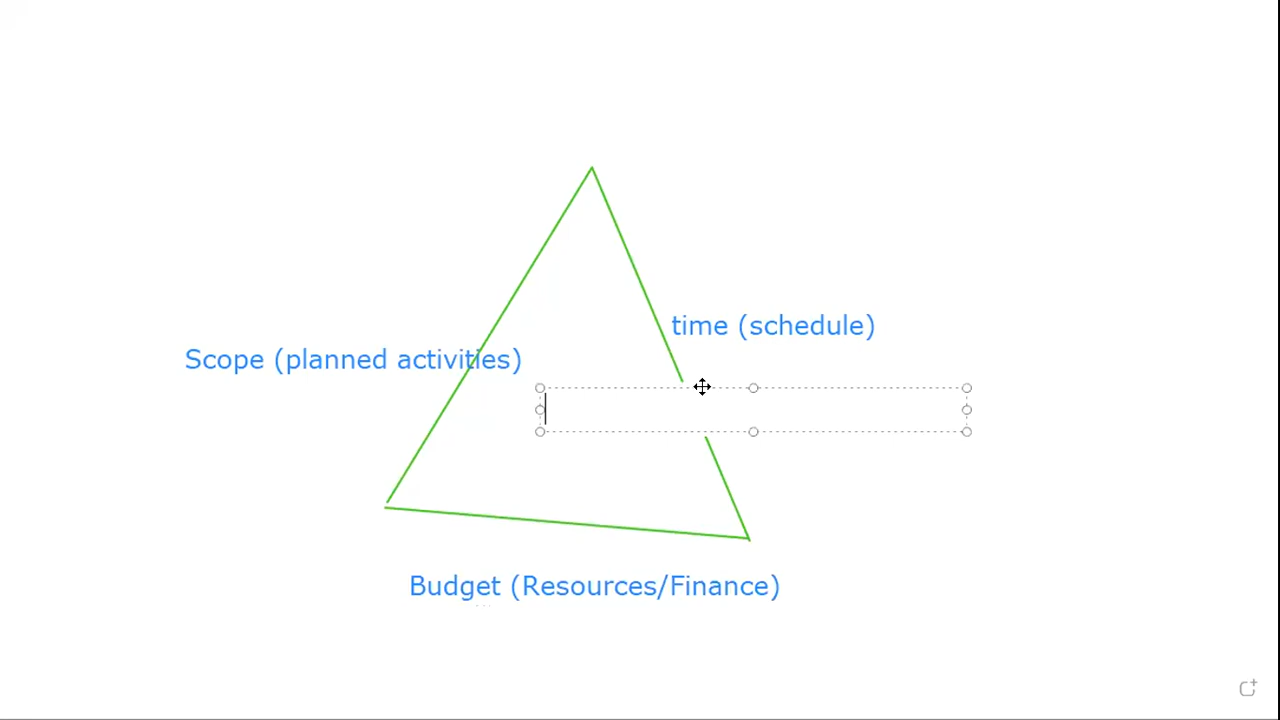 time (schedule)
Scope (planned activities)
Budget (Resources/Finance)